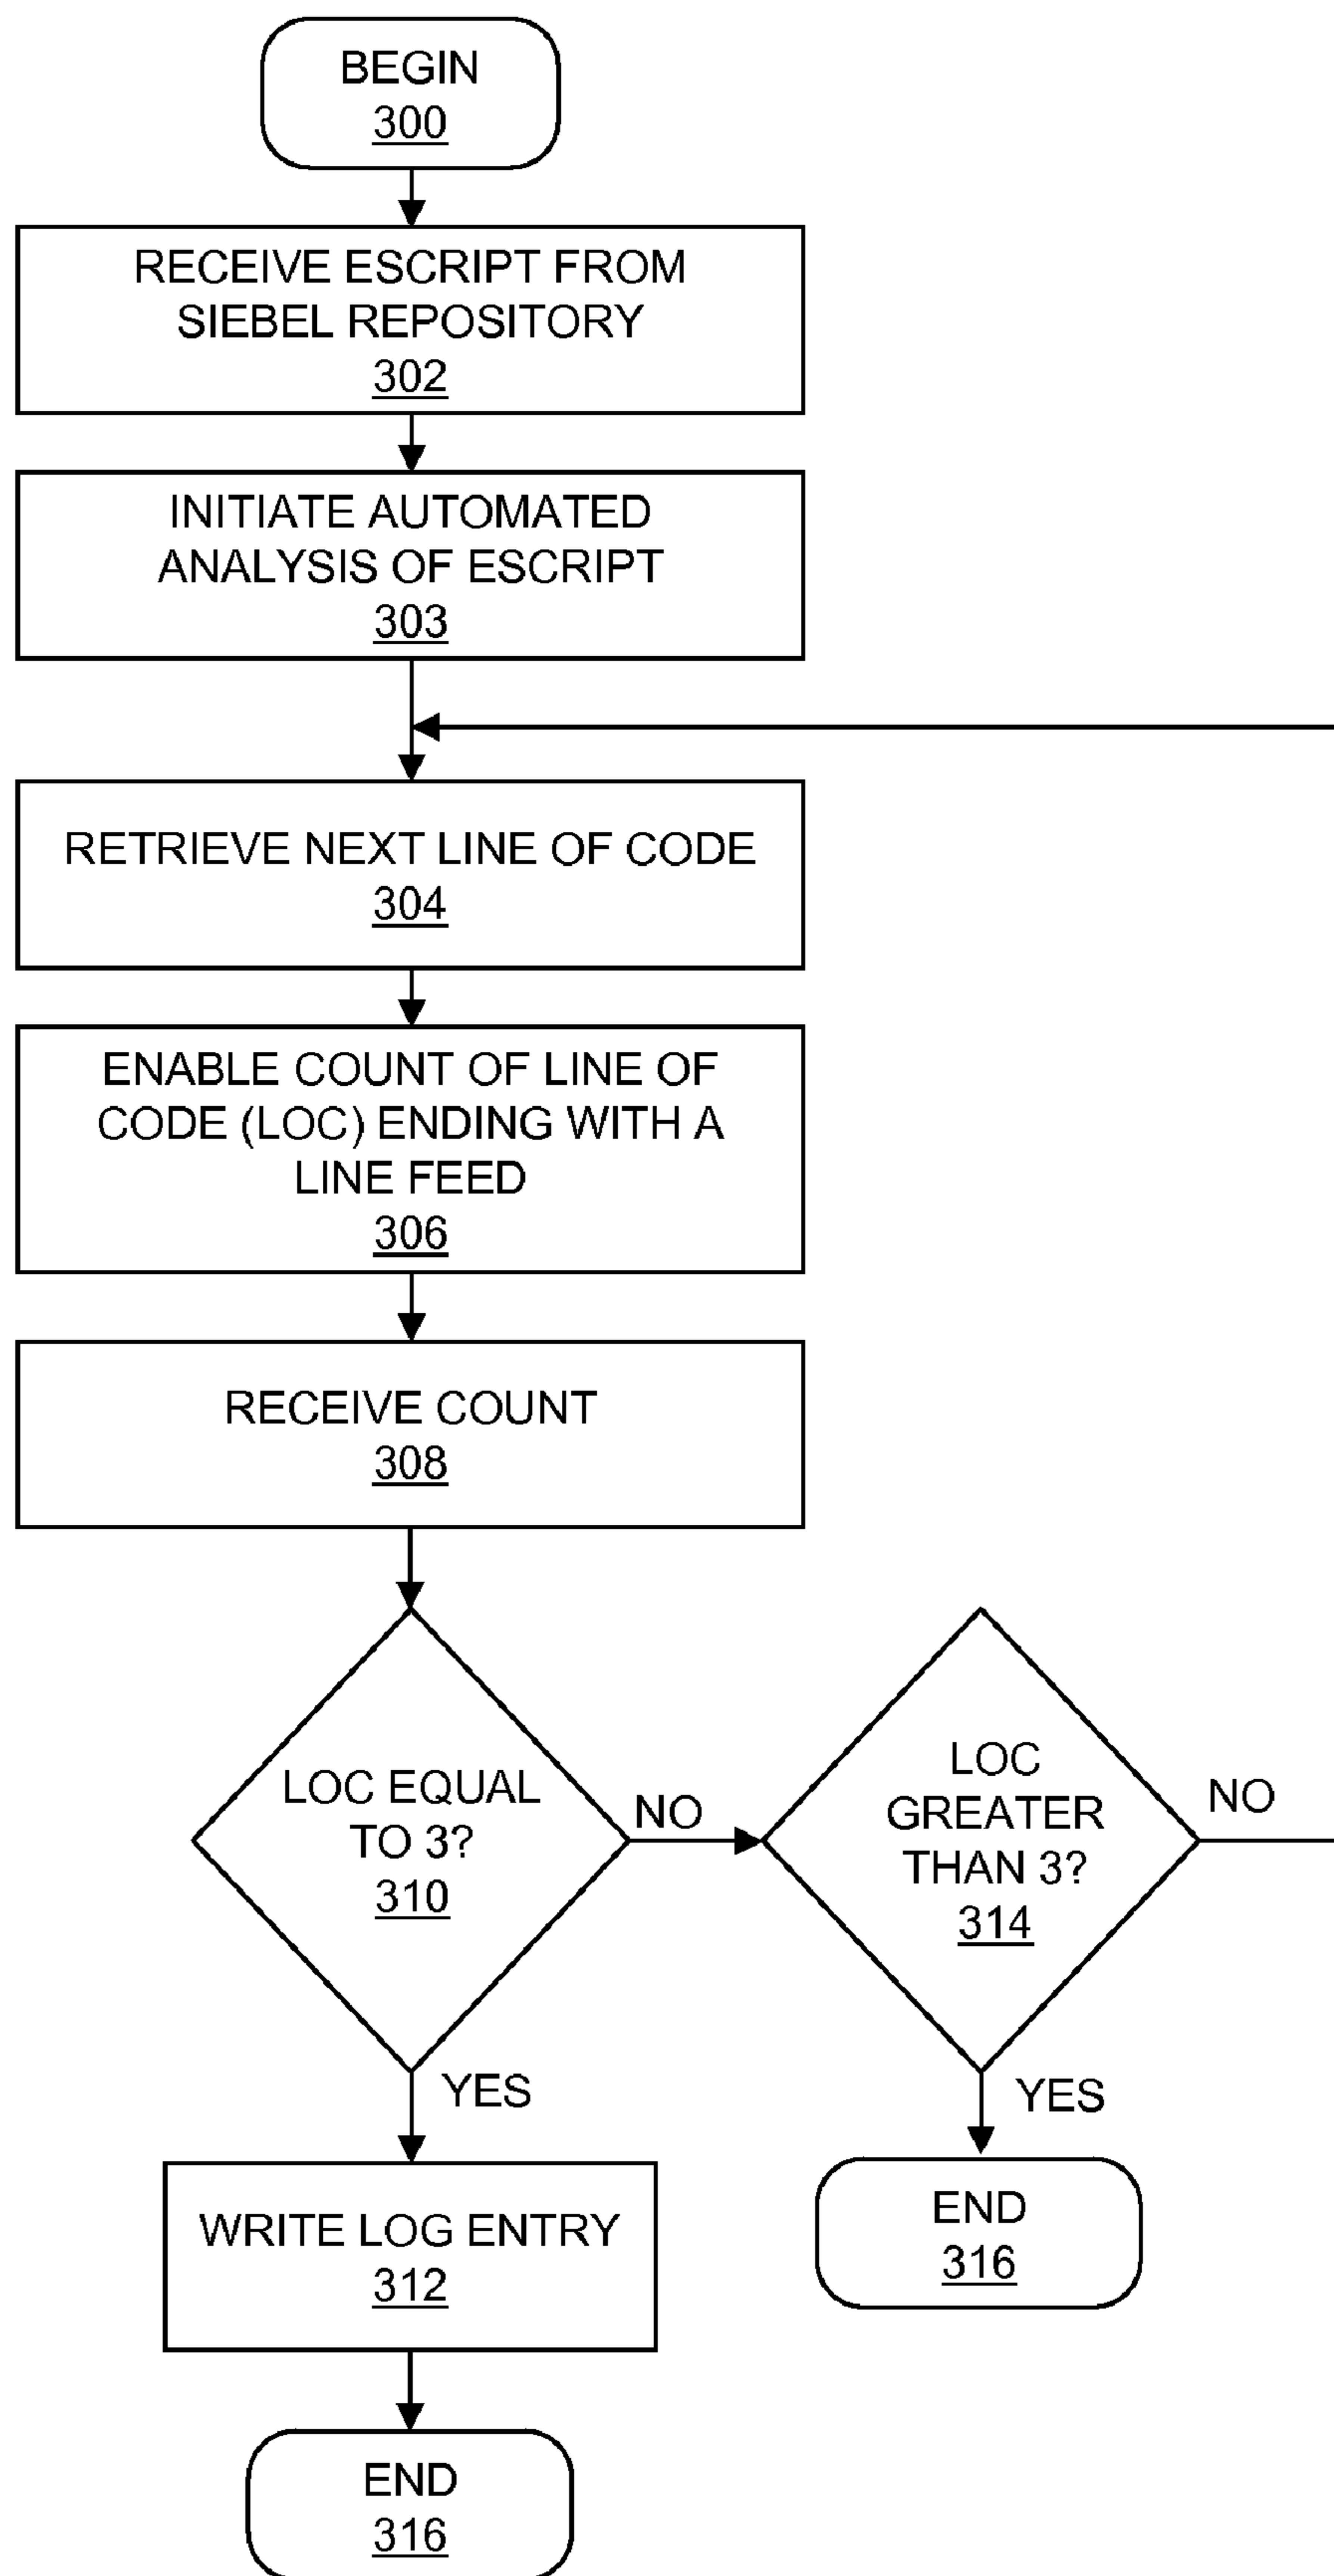 BEGIN
300
RECEIVE ESCRIPT FROM
SIEBEL REPOSITORY
302
INITIATE AUTOMATED
ANALYSIS OF ESCRIPT
303
RETRIEVE NEXT LINE OF CODE
304
ENABLE COUNT OF LINE OF
CODE (LOC) ENDING WITH A
LINE FEED
306
RECEIVE COUNT
308
LOC EQUAL
TO 3?
310
NO
LOC
GREATER
THAN 3?
314
NO
YES
YES
WRITE LOG ENTRY
312
END
316
END
316